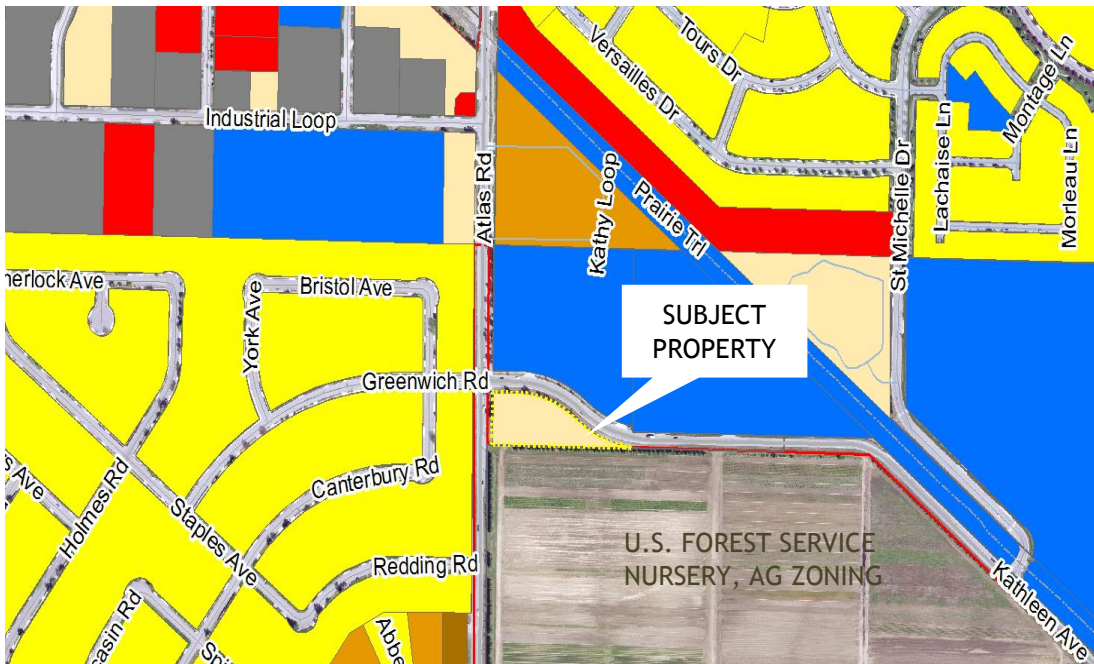 Tours Dr
Versailles Dr
Montage Ln
Industrial Loop
Lachaise Ln
St Michelle Dr
Morleau Ln
Atlas Rd
Kathy Loop
Prairie Trl
Bristol Ave
York Ave
SUBJECT
PROPERTY
Greenwich Rd
Canterbury Rd
Holmes Rd
Staples Ave
U.S. FOREST SERVICE
NURSERY, AG ZONING
Redding Rd
Kathleen Ave